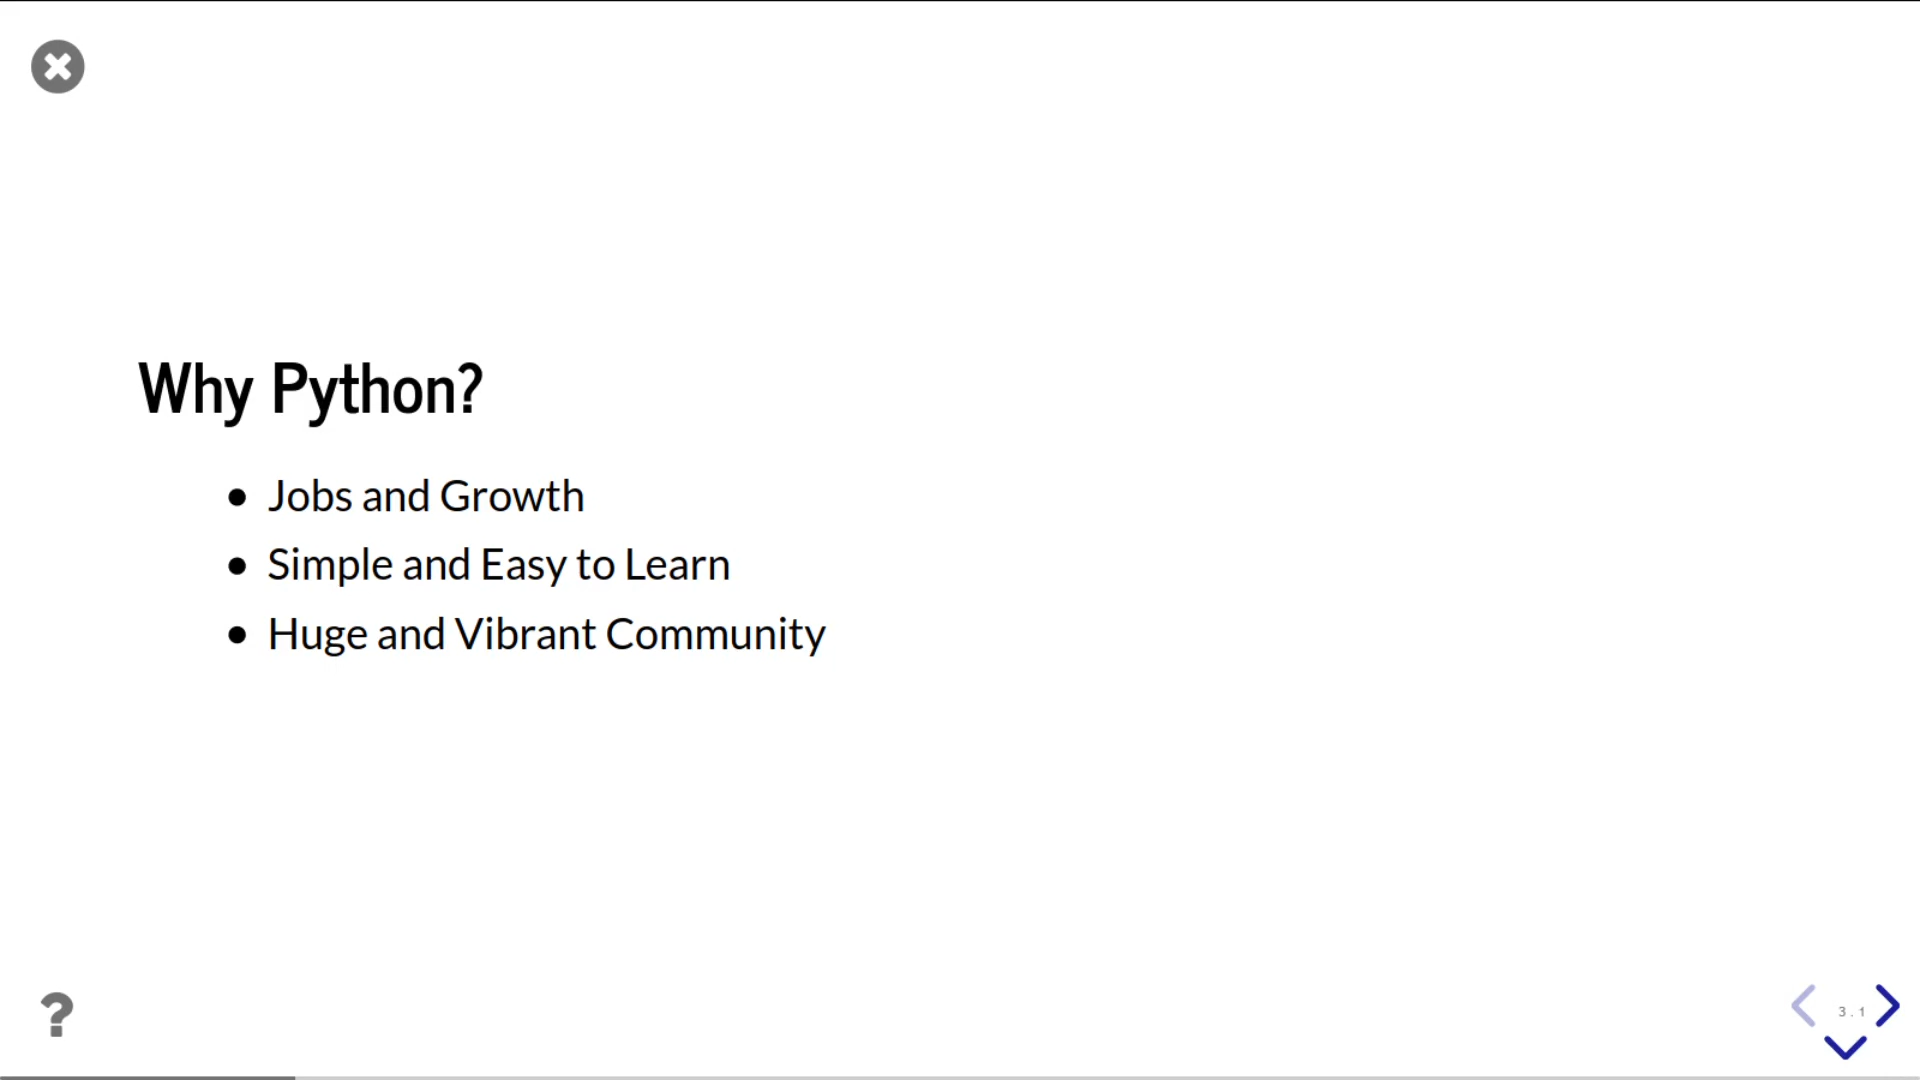 Why Python?
• Jobs and Growth
• Simple and Easy to Learn
• Huge and Vibrant Community
?
3.1